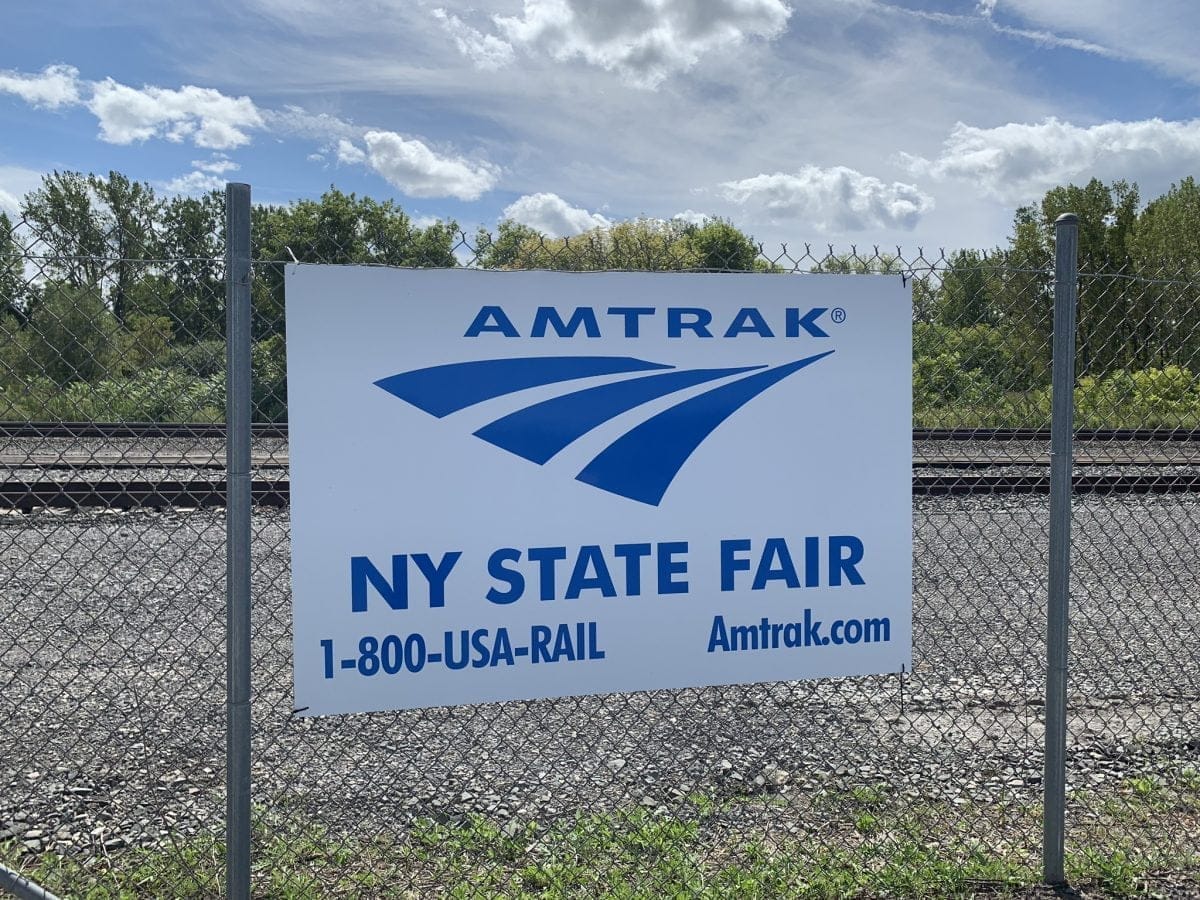 AMTRAK®
NY STATE FAIR
1-800-USA-RAIL
Amtrak.com